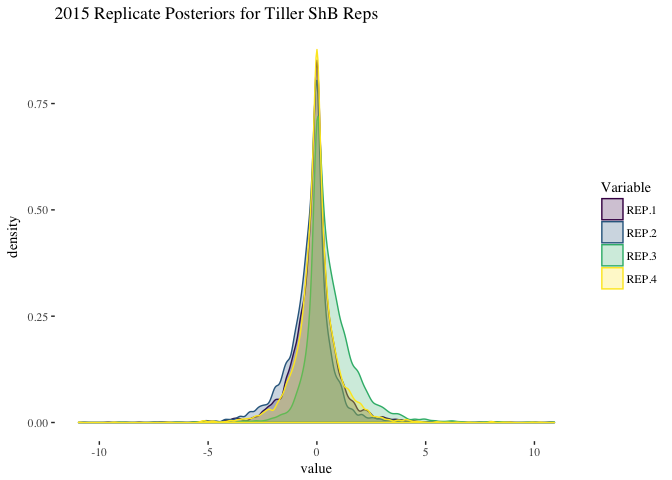 2015 Replicate Posteriors for Tiller ShB Reps
0.75
0.50
0.25
0.00
density
-10
-5
0
5
10
value
Variable
REP.1
REP.2
REP.3
REP.4